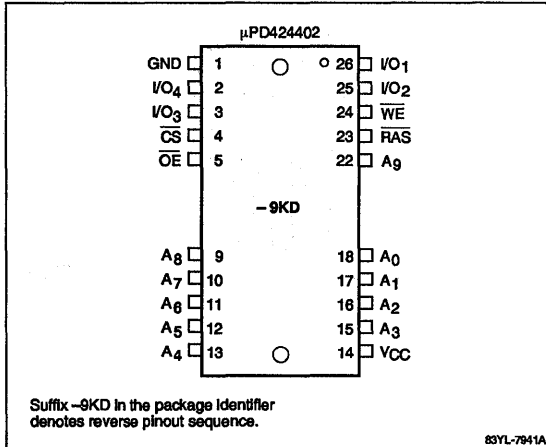 μPD424402
GND 1 26 I/O1
I/O4 2 25 I/O2
I/O3 3 24 WE
CS 4 23 RAS
OE 5 22 A9
–9KD
A8 9 18 A0
A7 10 17 A1
A6 11 16 A2
A5 12 15 A3
A4 13 14 VCC
Suffix –9KD in the package identifier
denotes reverse pinout sequence.
83YL-7941A